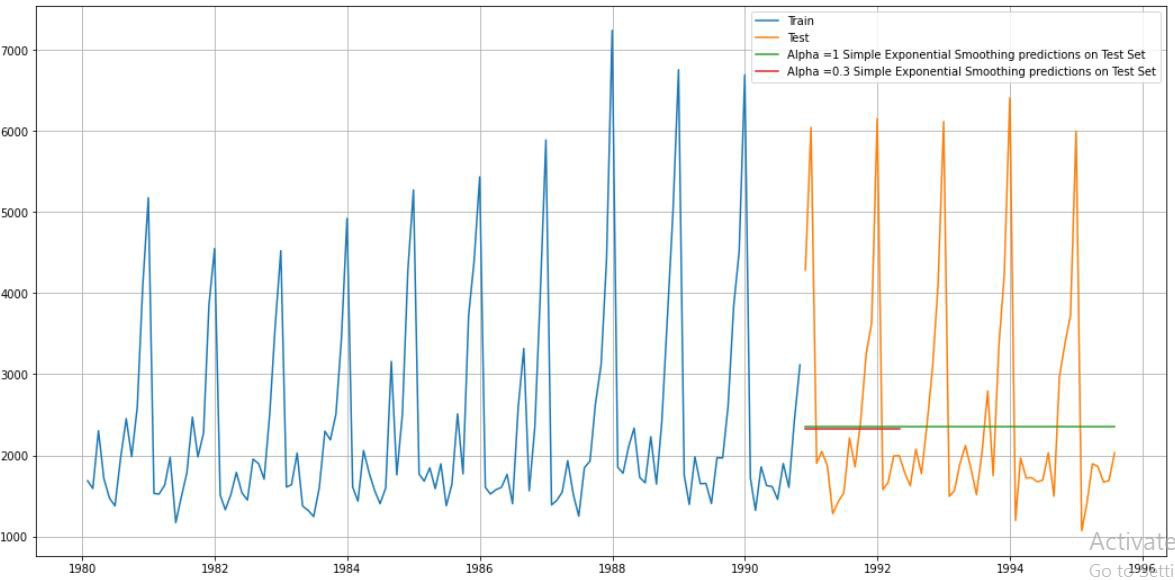 Train
Test
Alpha =1 Simple Exponential Smoothing predictions on Test Set
Alpha =0.3 Simple Exponential Smoothing predictions on Test Set
7000
6000
5000
4000
3000
2000
1000
1980 1982 1984 1986 1988 1990 1992 1994 1996
Activate
Go to Setti